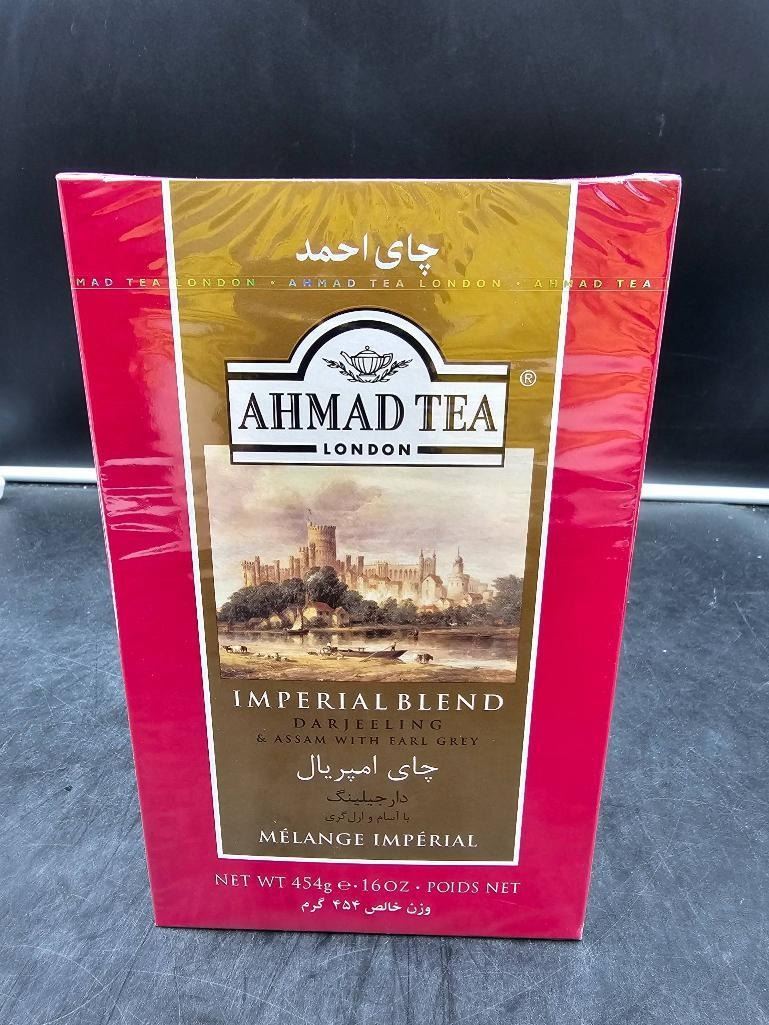 چای احمد
MAD TEA LONDON • AHMAD TEA LONDON • AHMAD TEA
AHMAD TEA ®
LONDON
IMPERIAL BLEND
DARJEELING
& ASSAM WITH EARL GREY
چای امپریال
دارجیلینگ
با آسام و ارل گری
MÉLANGE IMPÉRIAL
NET WT 454g ℮ · 16OZ · POIDS NET
وزن خالص ۴۵۴ گرم